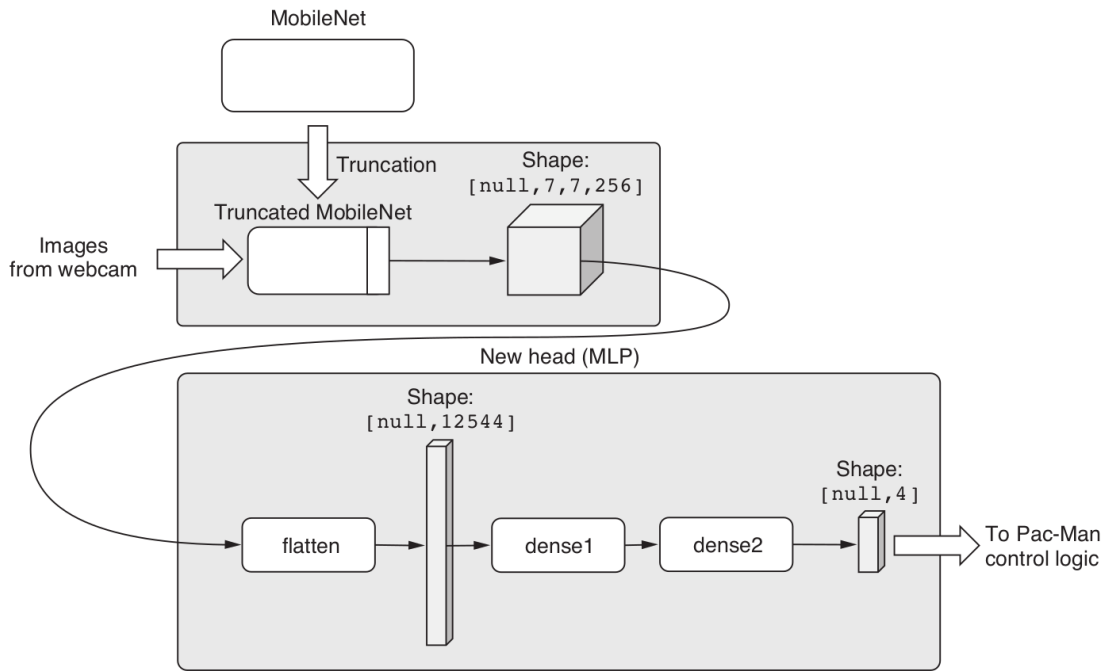 MobileNet
Truncation
Shape:
[null,7,7,256]
Truncated MobileNet
Images
from webcam
New head (MLP)
Shape:
[null,12544]
Shape:
[null,4]
flatten
dense1
dense2
To Pac-Man
control logic